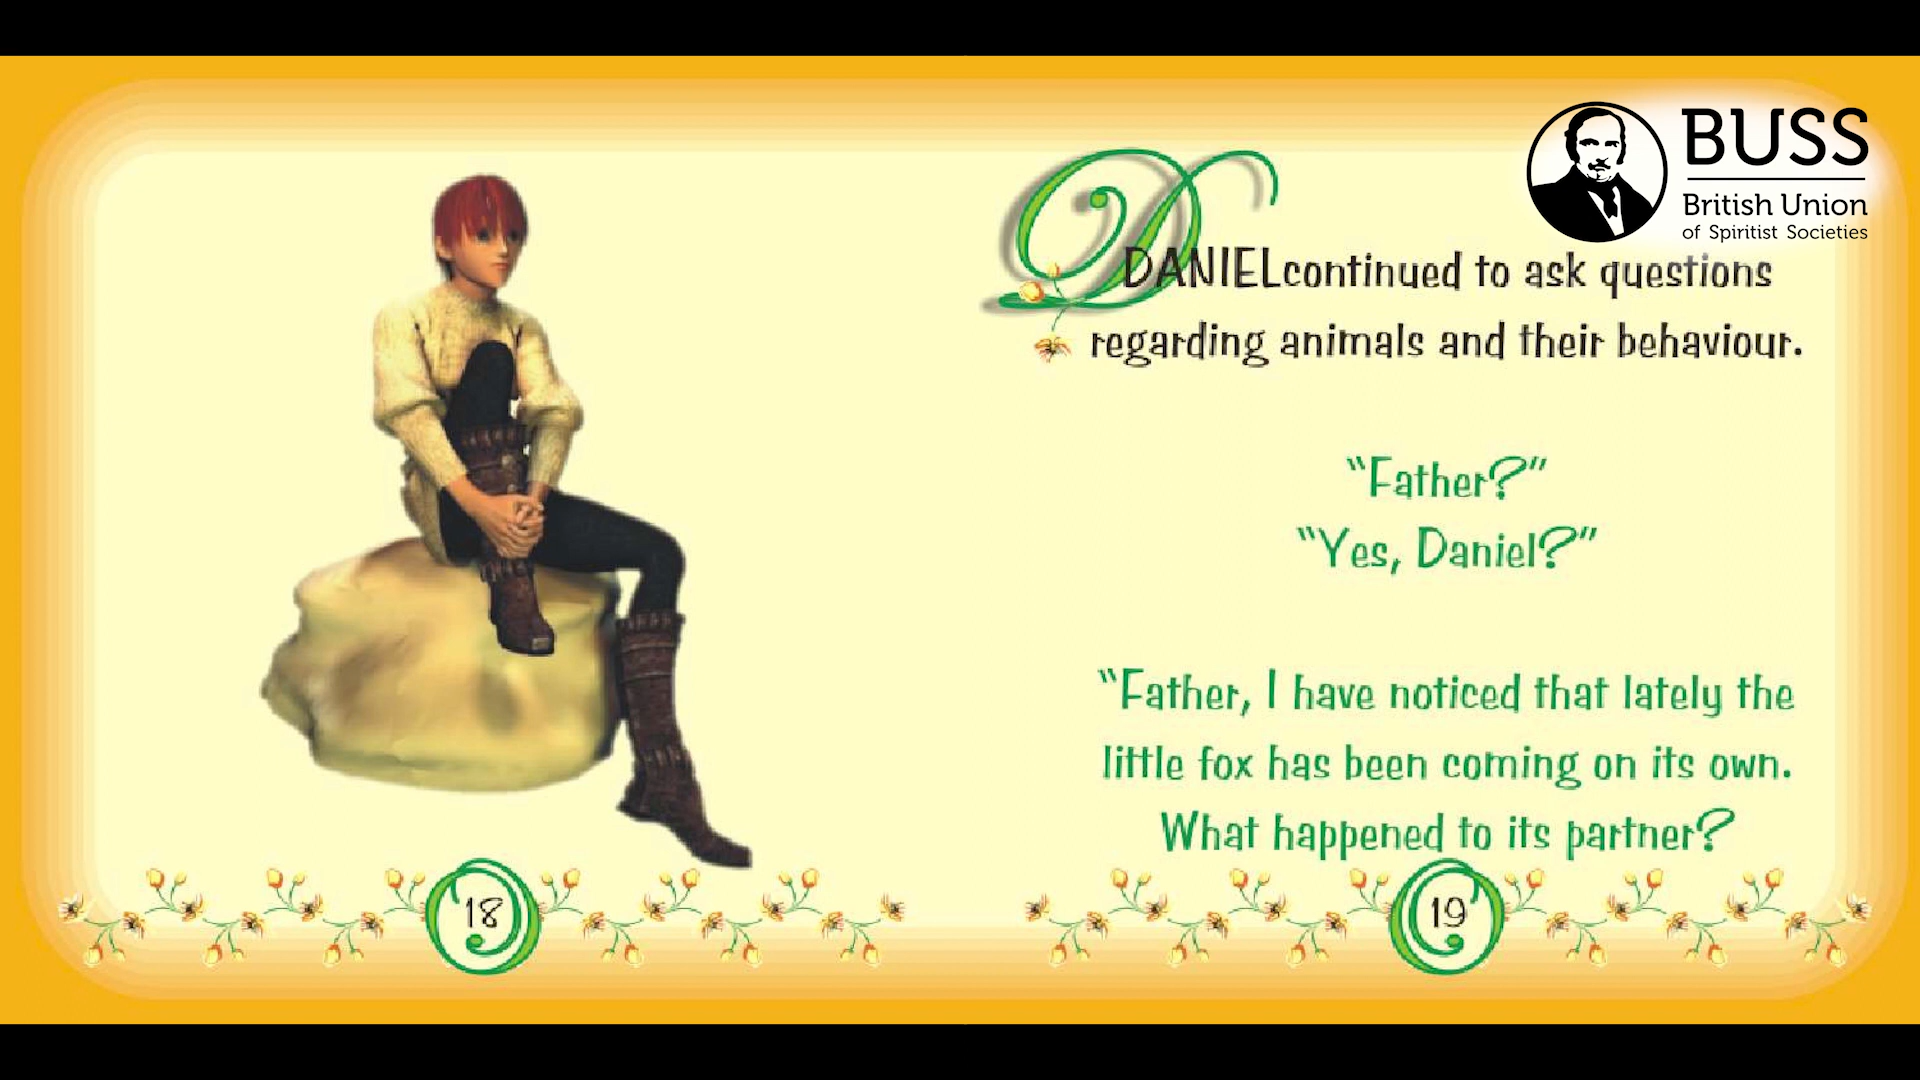 BUSS
British Union
of Spiritist Societies
D
DANIELcontinued to ask questions
regarding animals and their behaviour.
“Father?”
“Yes, Daniel?”
“Father, I have noticed that lately the
little fox has been coming on its own.
What happened to its partner?
18
19